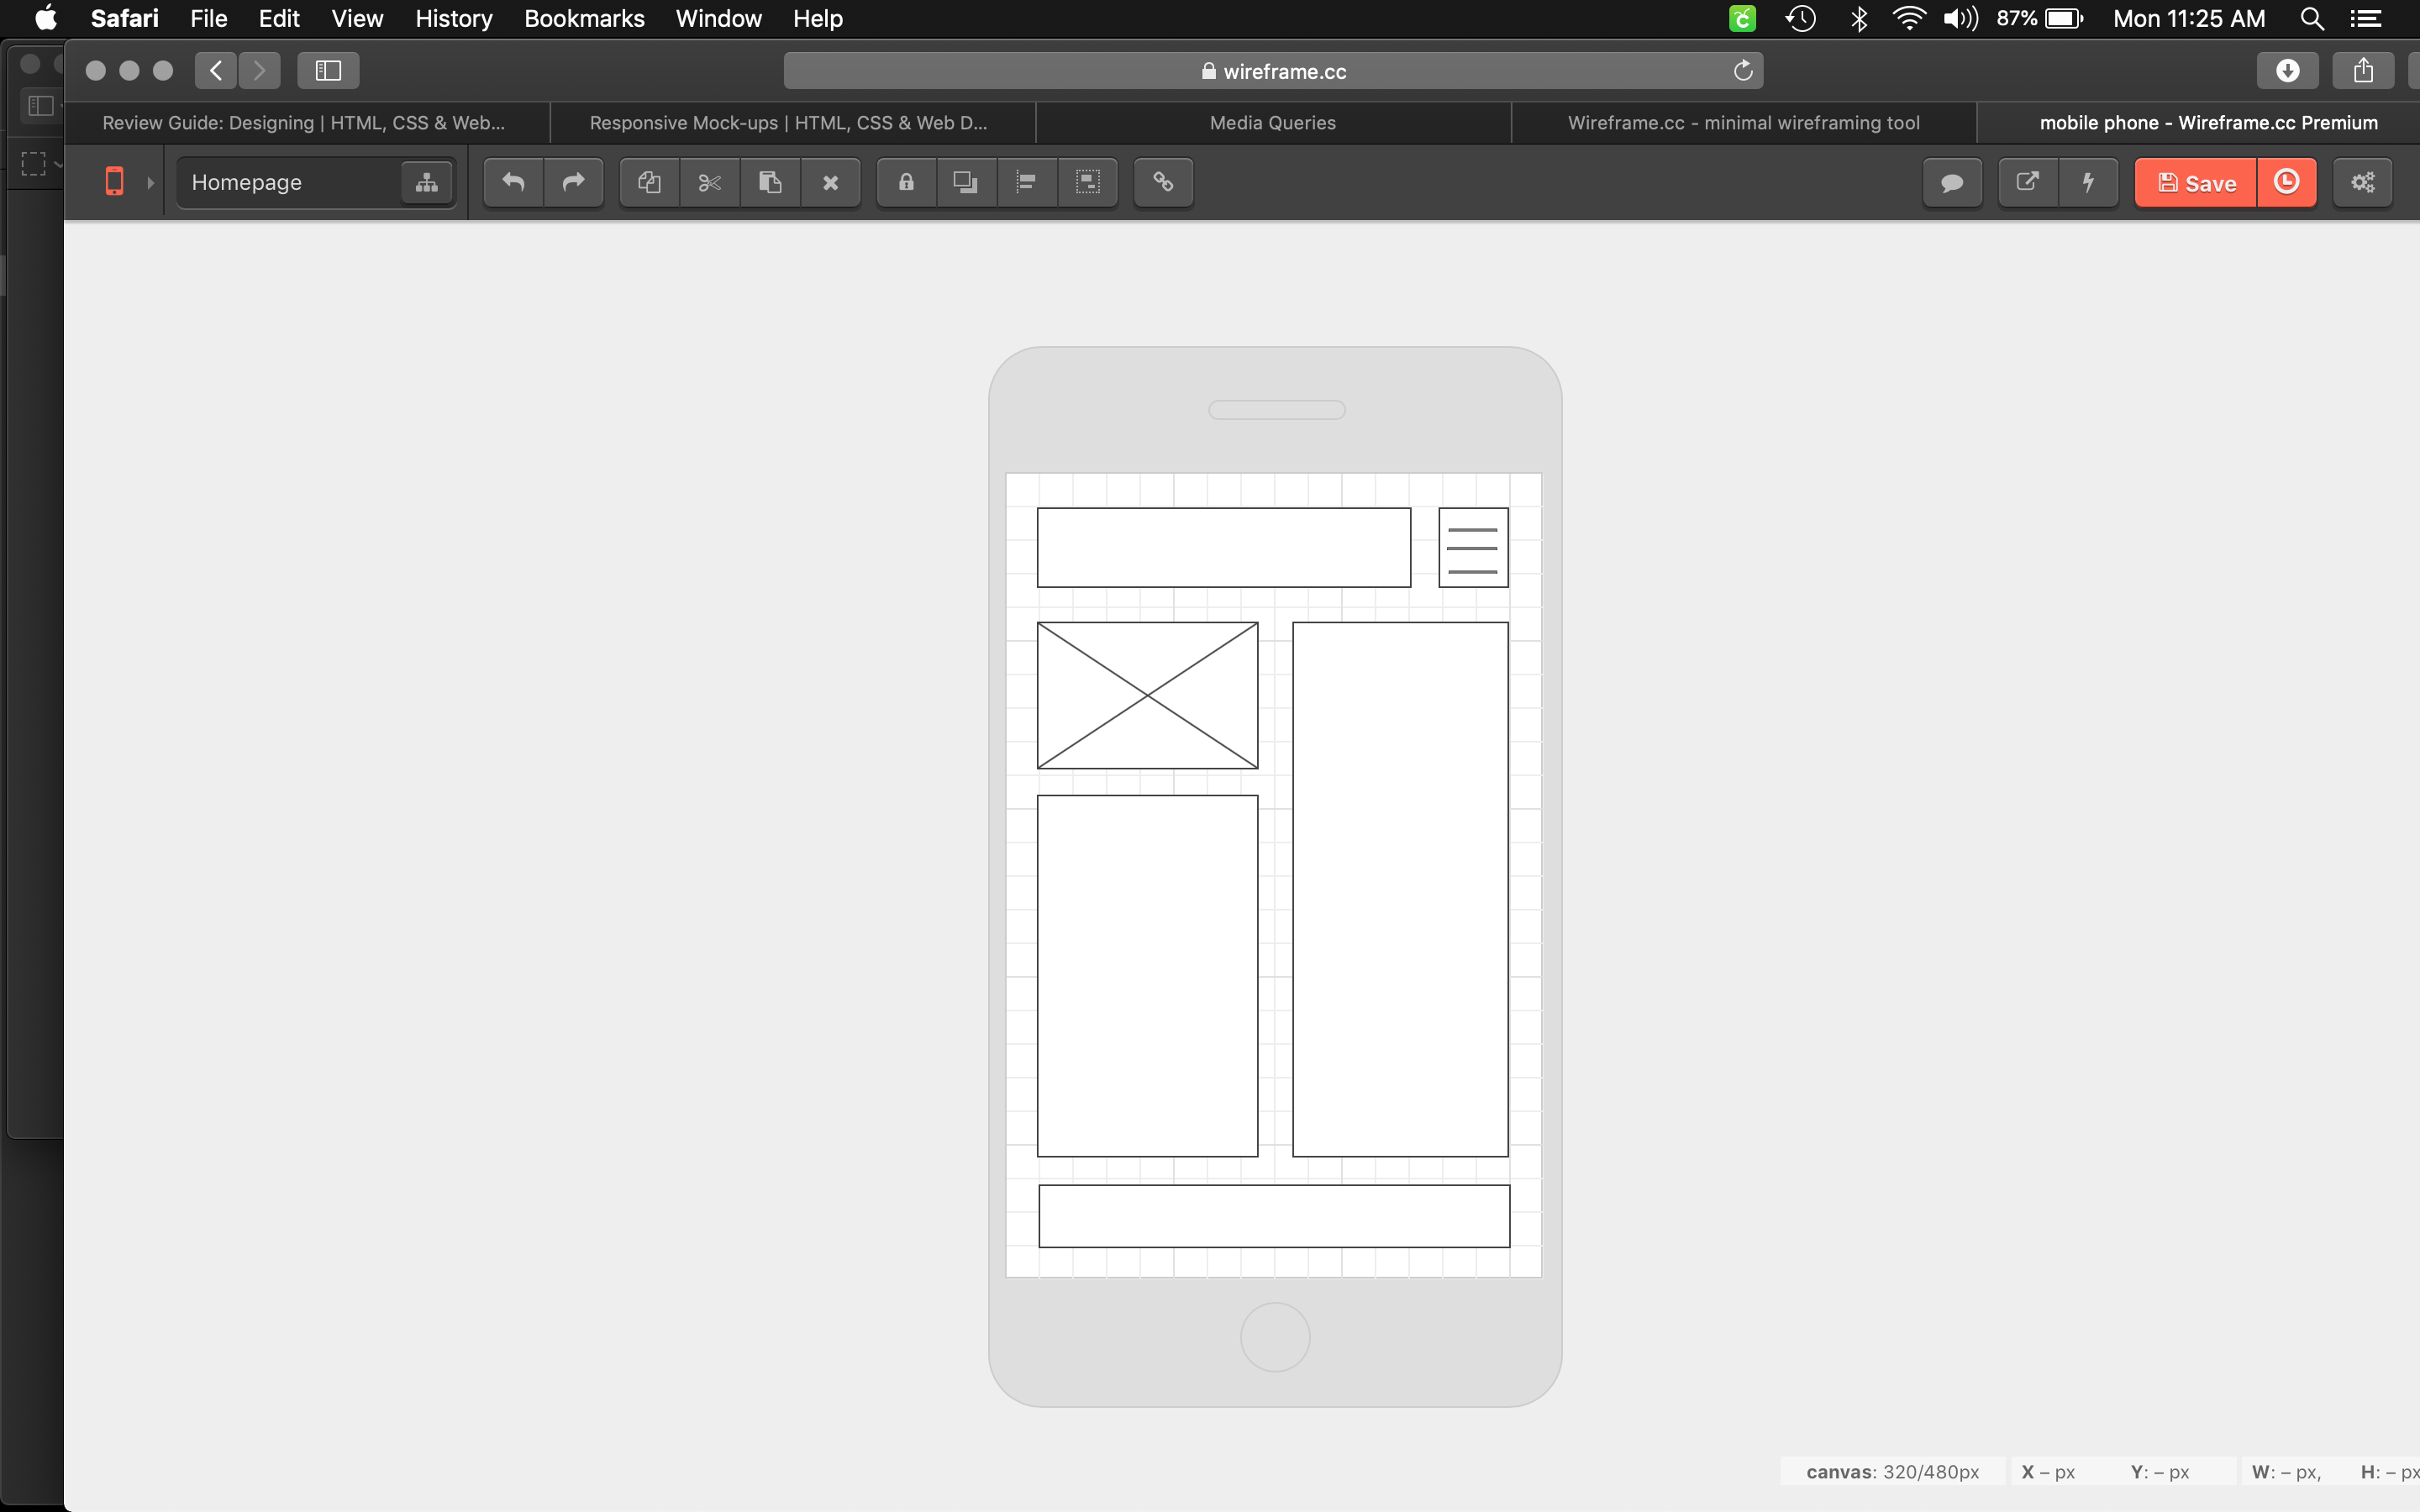 Safari File Edit View History Bookmarks Window Help 87% Mon 11:25 AM
wireframe.cc
Review Guide: Designing | HTML, CSS & Web... Responsive Mock-ups | HTML, CSS & Web D... Media Queries Wireframe.cc - minimal wireframing tool mobile phone - Wireframe.cc Premium
Homepage Save
canvas: 320/480px X – px Y: – px W: – px, H: – px